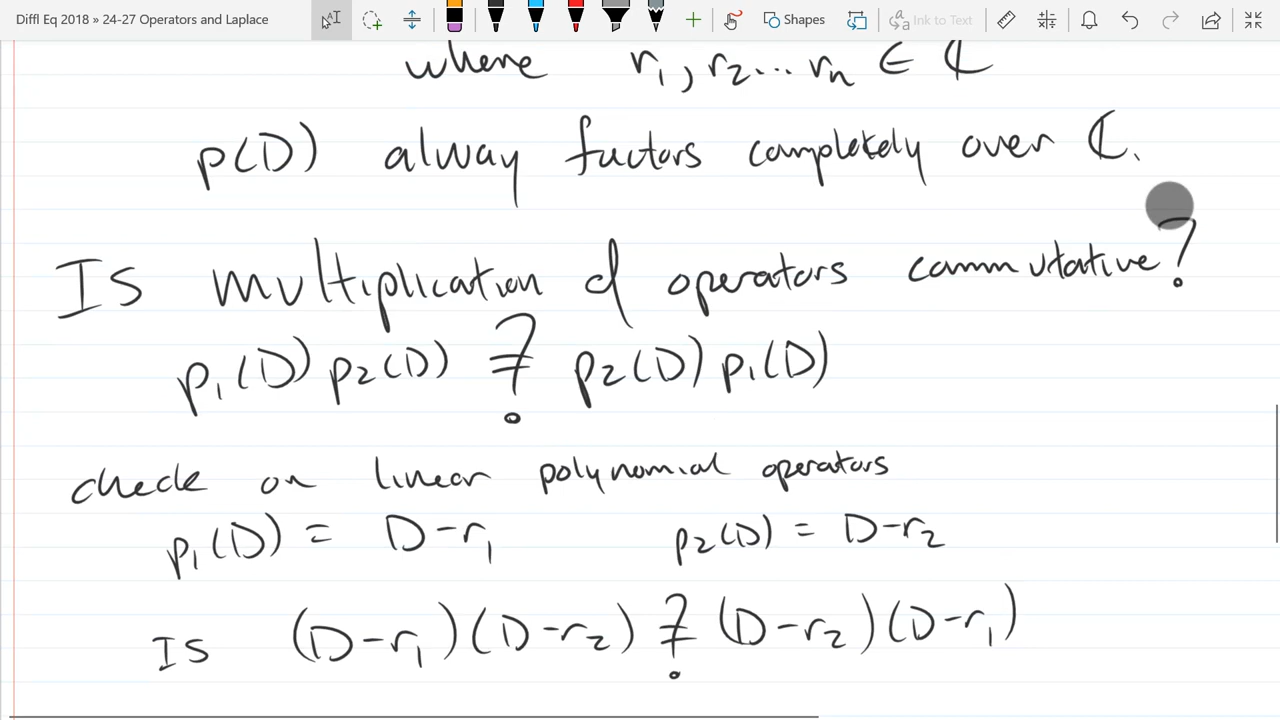 Diffl Eq 2018 » 24-27 Operators and Laplace
Shapes
Ink to Text
where r₁, r₂... rₙ ∈ ℂ
p(D) alway factors completely over ℂ.
Is multiplication of operators commutative?
p₁(D) p₂(D) =? p₂(D) p₁(D)
check on linear polynomial operators
p₁(D) = D-r₁ p₂(D) = D-r₂
Is (D-r₁)(D-r₂) =? (D-r₂)(D-r₁)